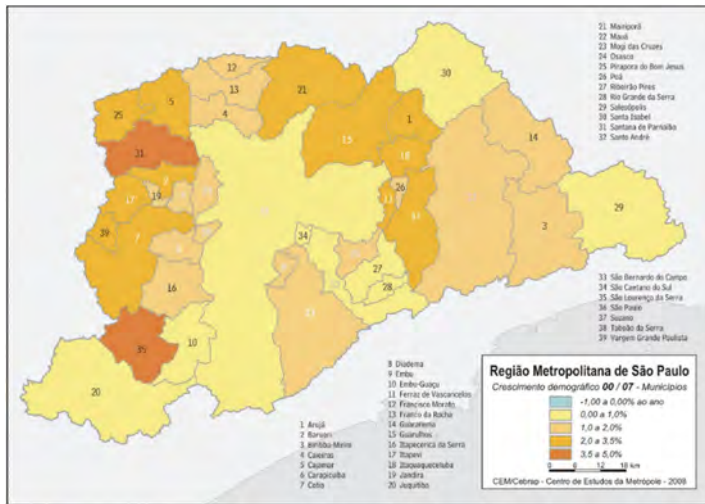 21 Mairiporã
22 Mauá
23 Mogi das Cruzes
24 Osasco
25 Pirapora do Bom Jesus
26 Poá
27 Ribeirão Pires
28 Rio Grande da Serra
29 Salesópolis
30 Santa Isabel
31 Santana de Parnaíba
32 Santo André
12
13
4
21
30
25
5
1
15
14
31
18
26
19
17
39
7
3
29
34
27
28
16
35
10
20
33 São Bernardo do Campo
34 São Caetano do Sul
35 São Lourenço da Serra
36 São Paulo
37 Suzano
38 Taboão da Serra
39 Vargem Grande Paulista
8 Diadema
9 Embu
10 Embu-Guaçu
11 Ferraz de Vasconcelos
12 Francisco Morato
13 Franco da Rocha
14 Guararema
15 Guarulhos
16 Itapecerica da Serra
17 Itapevi
18 Itaquaquecetuba
19 Jandira
20 Juquitiba
1 Arujá
2 Barueri
3 Biritiba-Mirim
4 Caieiras
5 Cajamar
6 Carapicuíba
7 Cotia
Região Metropolitana de São Paulo
Crescimento demográfico 00 / 07 - Municípios
-1,00 a 0,00% ao ano
0,00 a 1,0%
1,0 a 2,0%
2,0 a 3,5%
3,5 a 5,0%
0 6 12 18 km
CEM/Cebrap - Centro de Estudos da Metrópole - 2008